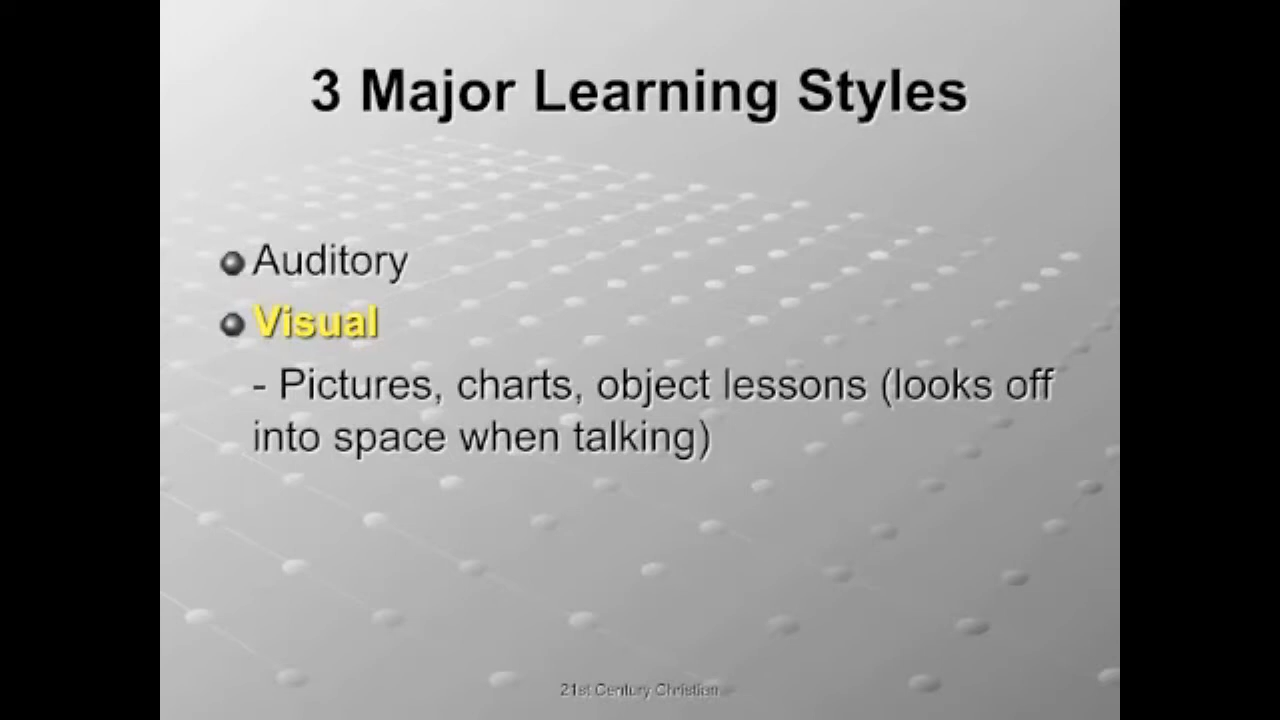 3 Major Learning Styles
Auditory
Visual
- Pictures, charts, object lessons (looks off
into space when talking)
21st Century Christian